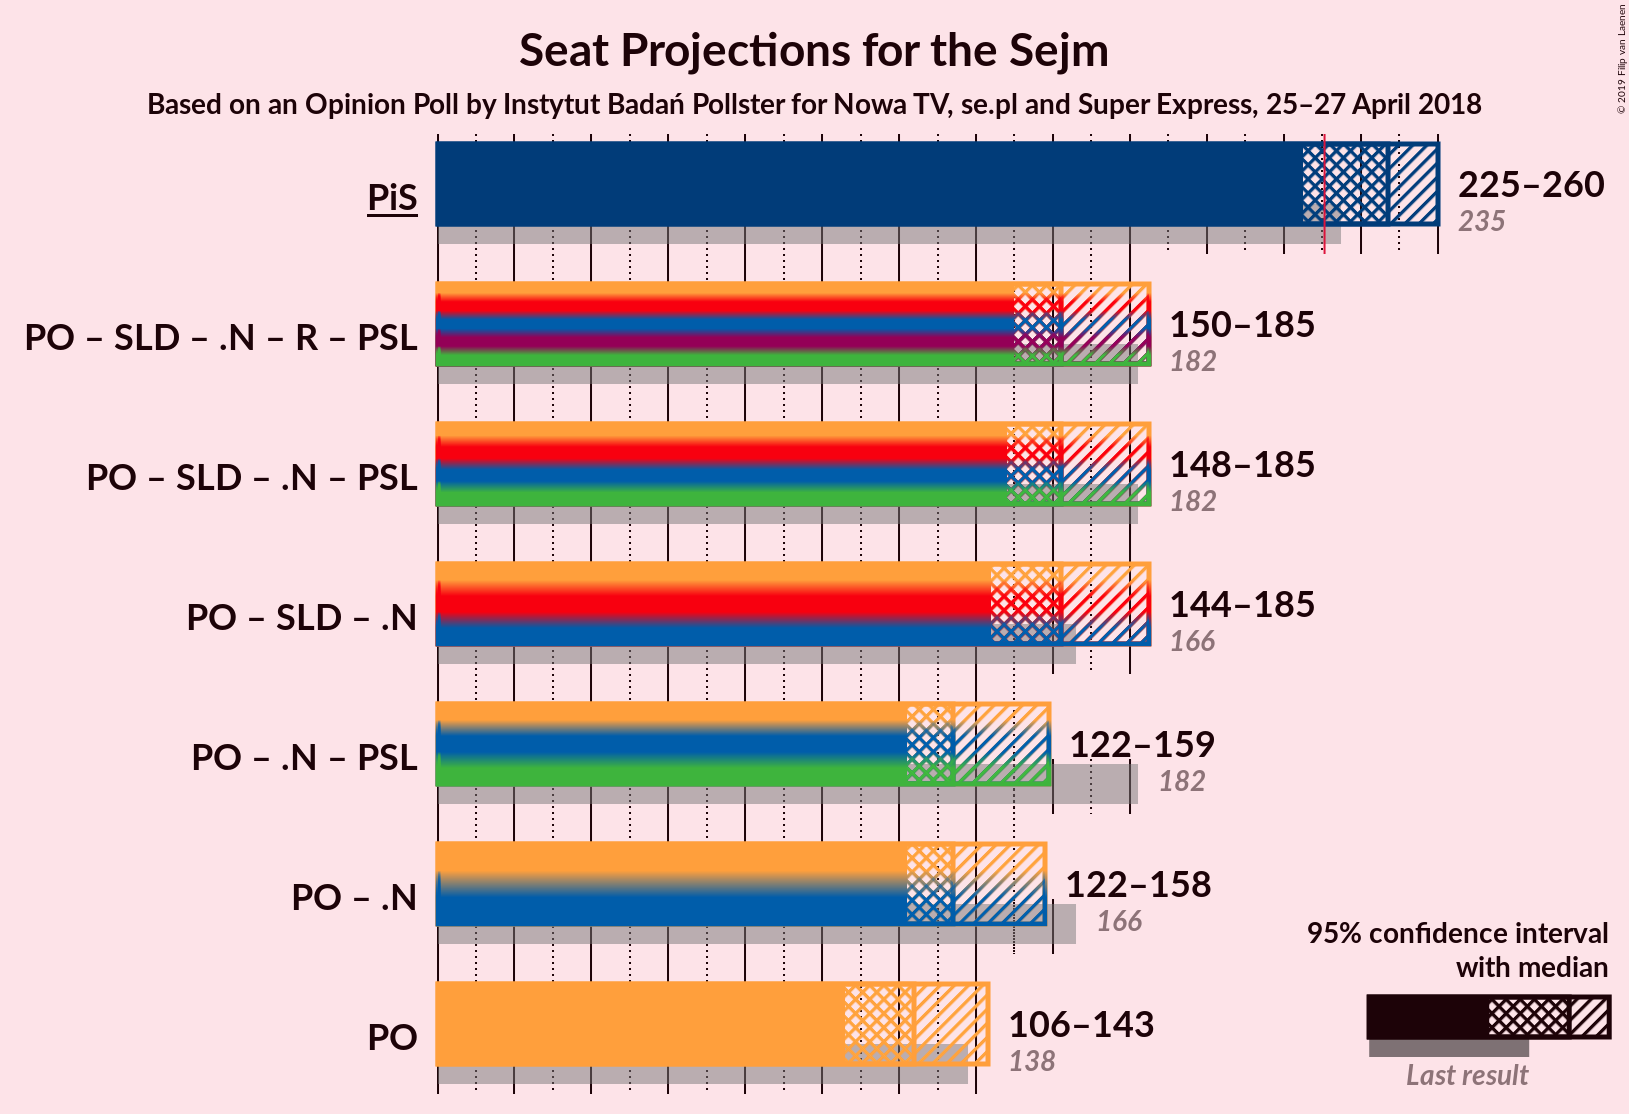 Seat Projections for the Sejm
Based on an Opinion Poll by Instytut Badań Pollster for Nowa TV, se.pl and Super Express, 25–27 April 2018
© 2019 Filip van Laenen
PiS
225–260
235
PO – SLD – .N – R – PSL
150–185
182
PO – SLD – .N – PSL
148–185
182
PO – SLD – .N
144–185
166
PO – .N – PSL
122–159
182
PO – .N
122–158
166
PO
106–143
138
95% confidence interval
with median
Last result